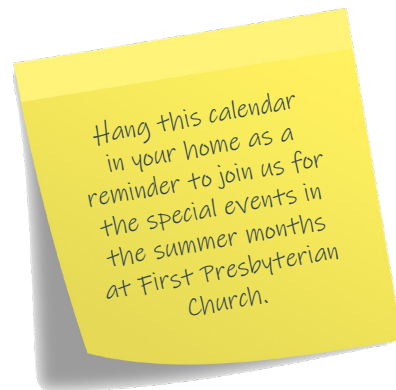 Hang this calendar
in your home as a
reminder to join us for
the special events in
the summer months
at First Presbyterian
Church.